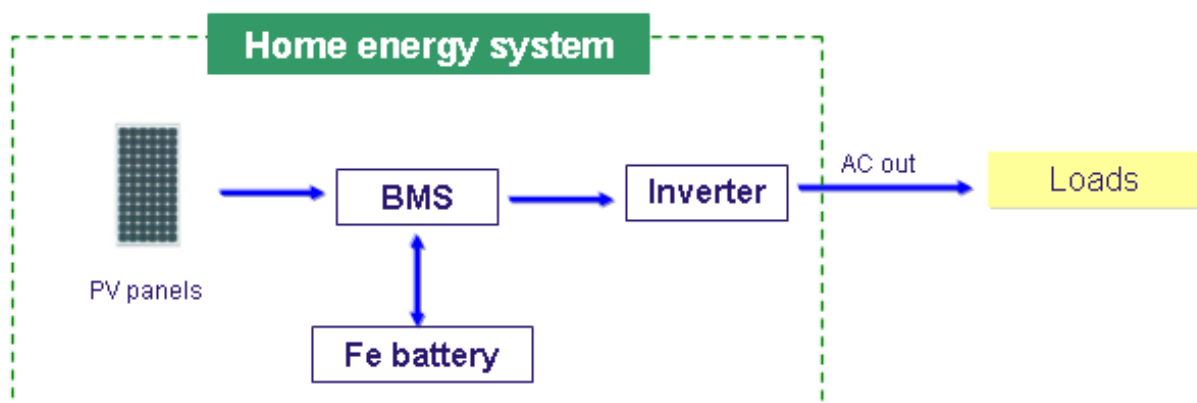 Home energy system
PV panels
BMS
Inverter
AC out
Loads
Fe battery